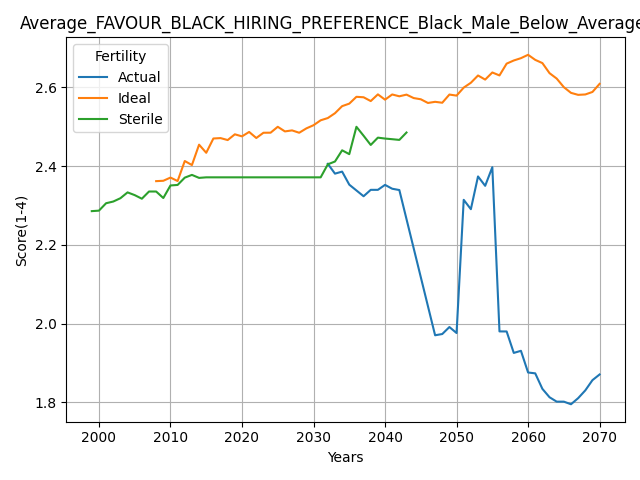 Average_FAVOUR_BLACK_HIRING_PREFERENCE_Black_Male_Below_Average
Fertility
Actual
Ideal
Sterile
Score(1-4)
2.6
2.4
2.2
2.0
1.8
2000 2010 2020 2030 2040 2050 2060 2070
Years